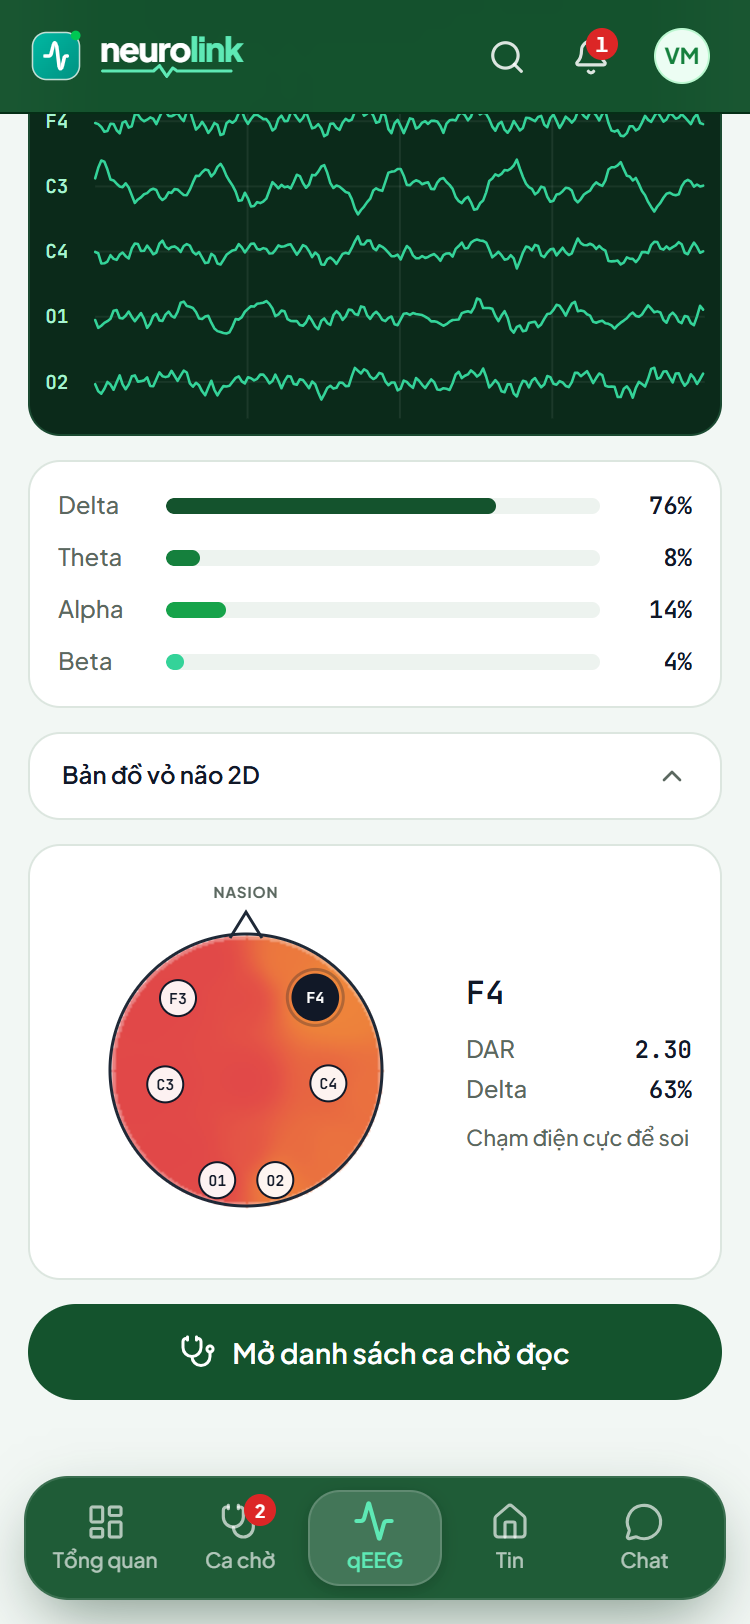 neurolink
1
VM
F4
C3
C4
O1
O2
Delta 76%
Theta 8%
Alpha 14%
Beta 4%
Bản đồ vỏ não 2D
NASION
F3
F4
C3
C4
O1
O2
F4
DAR 2.30
Delta 63%
Chạm điện cực để soi
Mở danh sách ca chờ đọc
2
Tổng quan
Ca chờ
qEEG
Tin
Chat